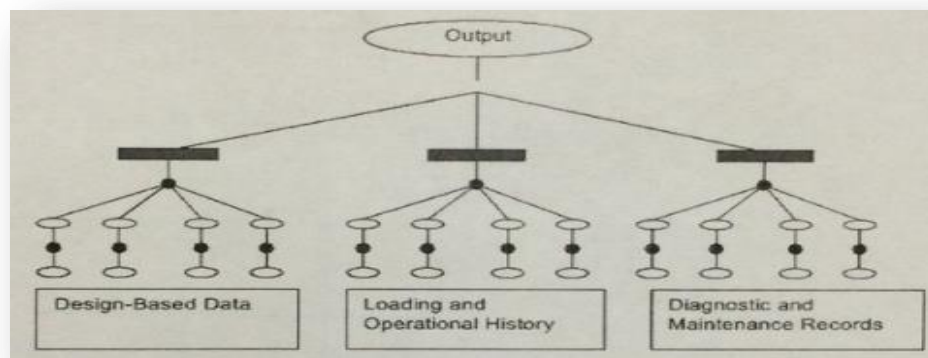 Output
Design-Based Data
Loading and
Operational History
Diagnostic and
Maintenance Records